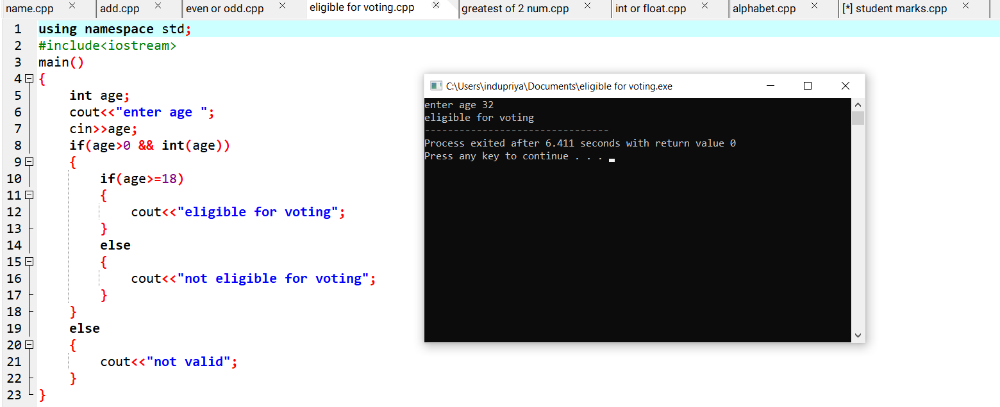 name.cpp × add.cpp × even or odd.cpp × eligible for voting.cpp × greatest of 2 num.cpp × int or float.cpp × alphabet.cpp × [*] student marks.cpp ×
1 using namespace std;
2 #include<iostream>
3 main()
4 {
5 int age;
6 cout<<"enter age ";
7 cin>>age;
8 if(age>0 && int(age))
9 {
10 if(age>=18)
11 {
12 cout<<"eligible for voting";
13 }
14 else
15 {
16 cout<<"not eligible for voting";
17 }
18 }
19 else
20 {
21 cout<<"not valid";
22 }
23 }
C:\Users\indupriya\Documents\eligible for voting.exe
enter age 32
eligible for voting
--------------------------------
Process exited after 6.411 seconds with return value 0
Press any key to continue . . .